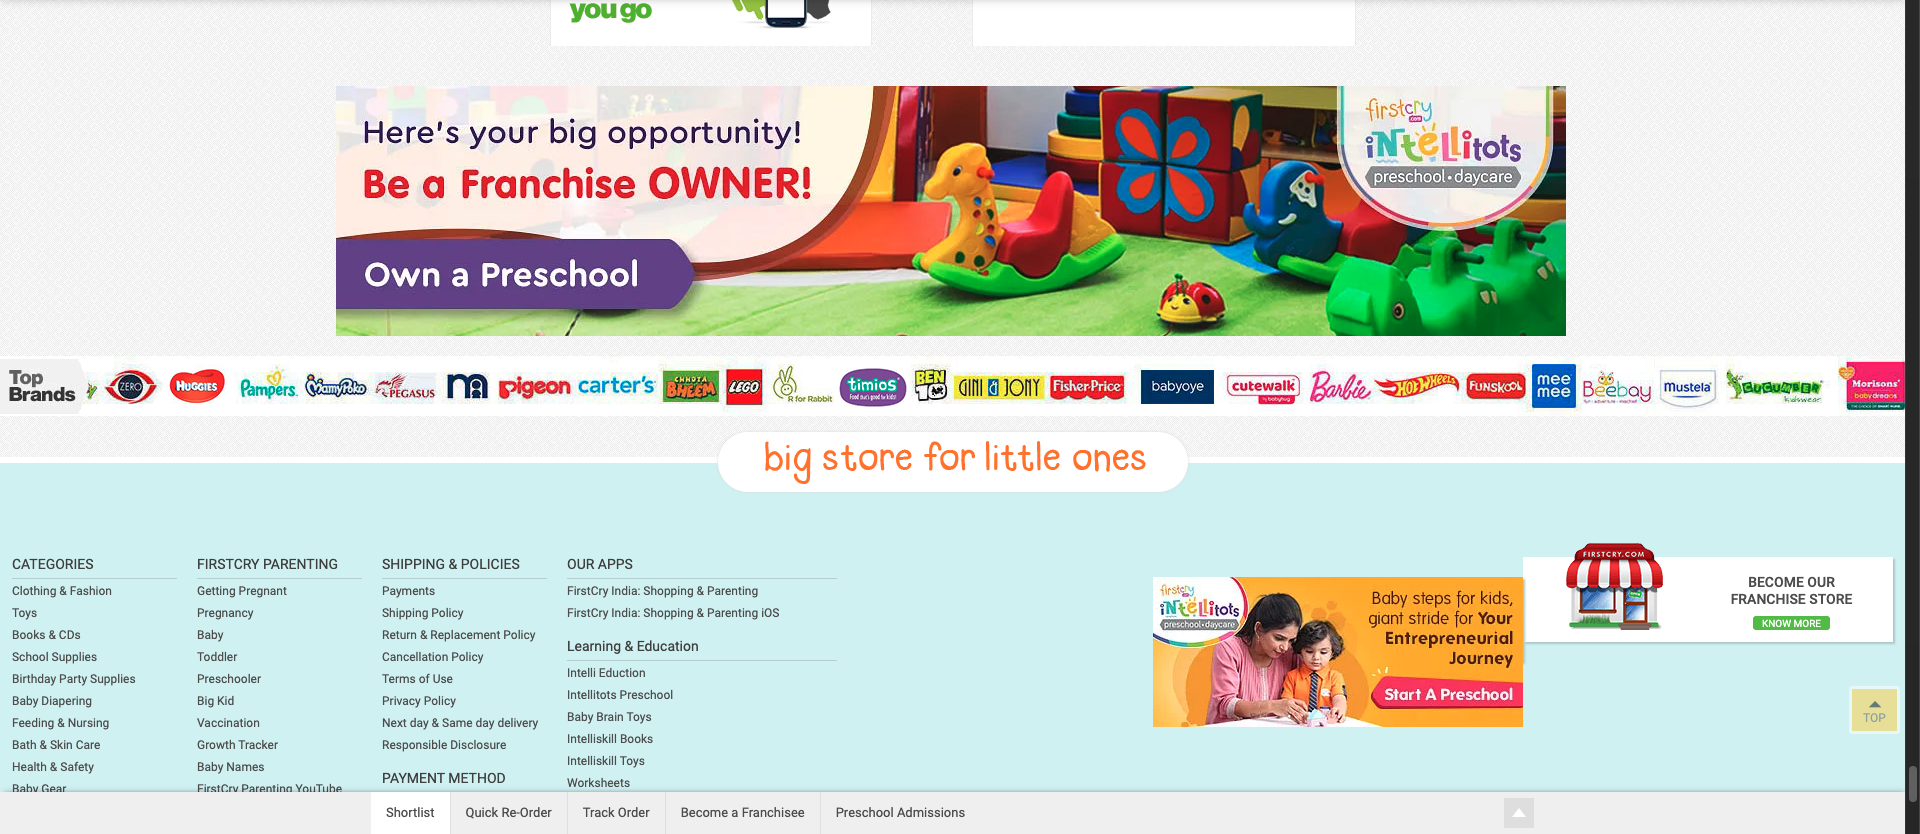 you go
Here's your big opportunity!
Be a Franchise OWNER!
Own a Preschool
firstcry
.com
iNtellitots
preschool • daycare
Top
Brands
ZERO
HUGGIES
Pampers
MamyPoko
PEGASUS
m
pigeon
carter's
CHHOTA
BHEEM
LEGO
R for Rabbit
timios
BEN
10
GINI & JONY
Fisher-Price
babyoye
cutewalk
by babyhug
Barbie
HOT WHEELS
FUNSKOOL
mee
mee
Beebay
Mustela
CUCUMBER
kidswear
Morisons'
baby dreams
big store for little ones
CATEGORIES
Clothing & Fashion
Toys
Books & CDs
School Supplies
Birthday Party Supplies
Baby Diapering
Feeding & Nursing
Bath & Skin Care
Health & Safety
Baby Gear
FIRSTCRY PARENTING
Getting Pregnant
Pregnancy
Baby
Toddler
Preschooler
Big Kid
Vaccination
Growth Tracker
Baby Names
FirstCry Parenting YouTube
SHIPPING & POLICIES
Payments
Shipping Policy
Return & Replacement Policy
Cancellation Policy
Terms of Use
Privacy Policy
Next day & Same day delivery
Responsible Disclosure
PAYMENT METHOD
OUR APPS
FirstCry India: Shopping & Parenting
FirstCry India: Shopping & Parenting iOS
Learning & Education
Intelli Eduction
Intellitots Preschool
Baby Brain Toys
Intelliskill Books
Intelliskill Toys
Worksheets
firstcry
iNtellitots
preschool • daycare
Baby steps for kids,
giant stride for Your
Entrepreneurial
Journey
Start A Preschool
FIRSTCRY.COM
BECOME OUR
FRANCHISE STORE
KNOW MORE
TOP
Shortlist
Quick Re-Order
Track Order
Become a Franchisee
Preschool Admissions